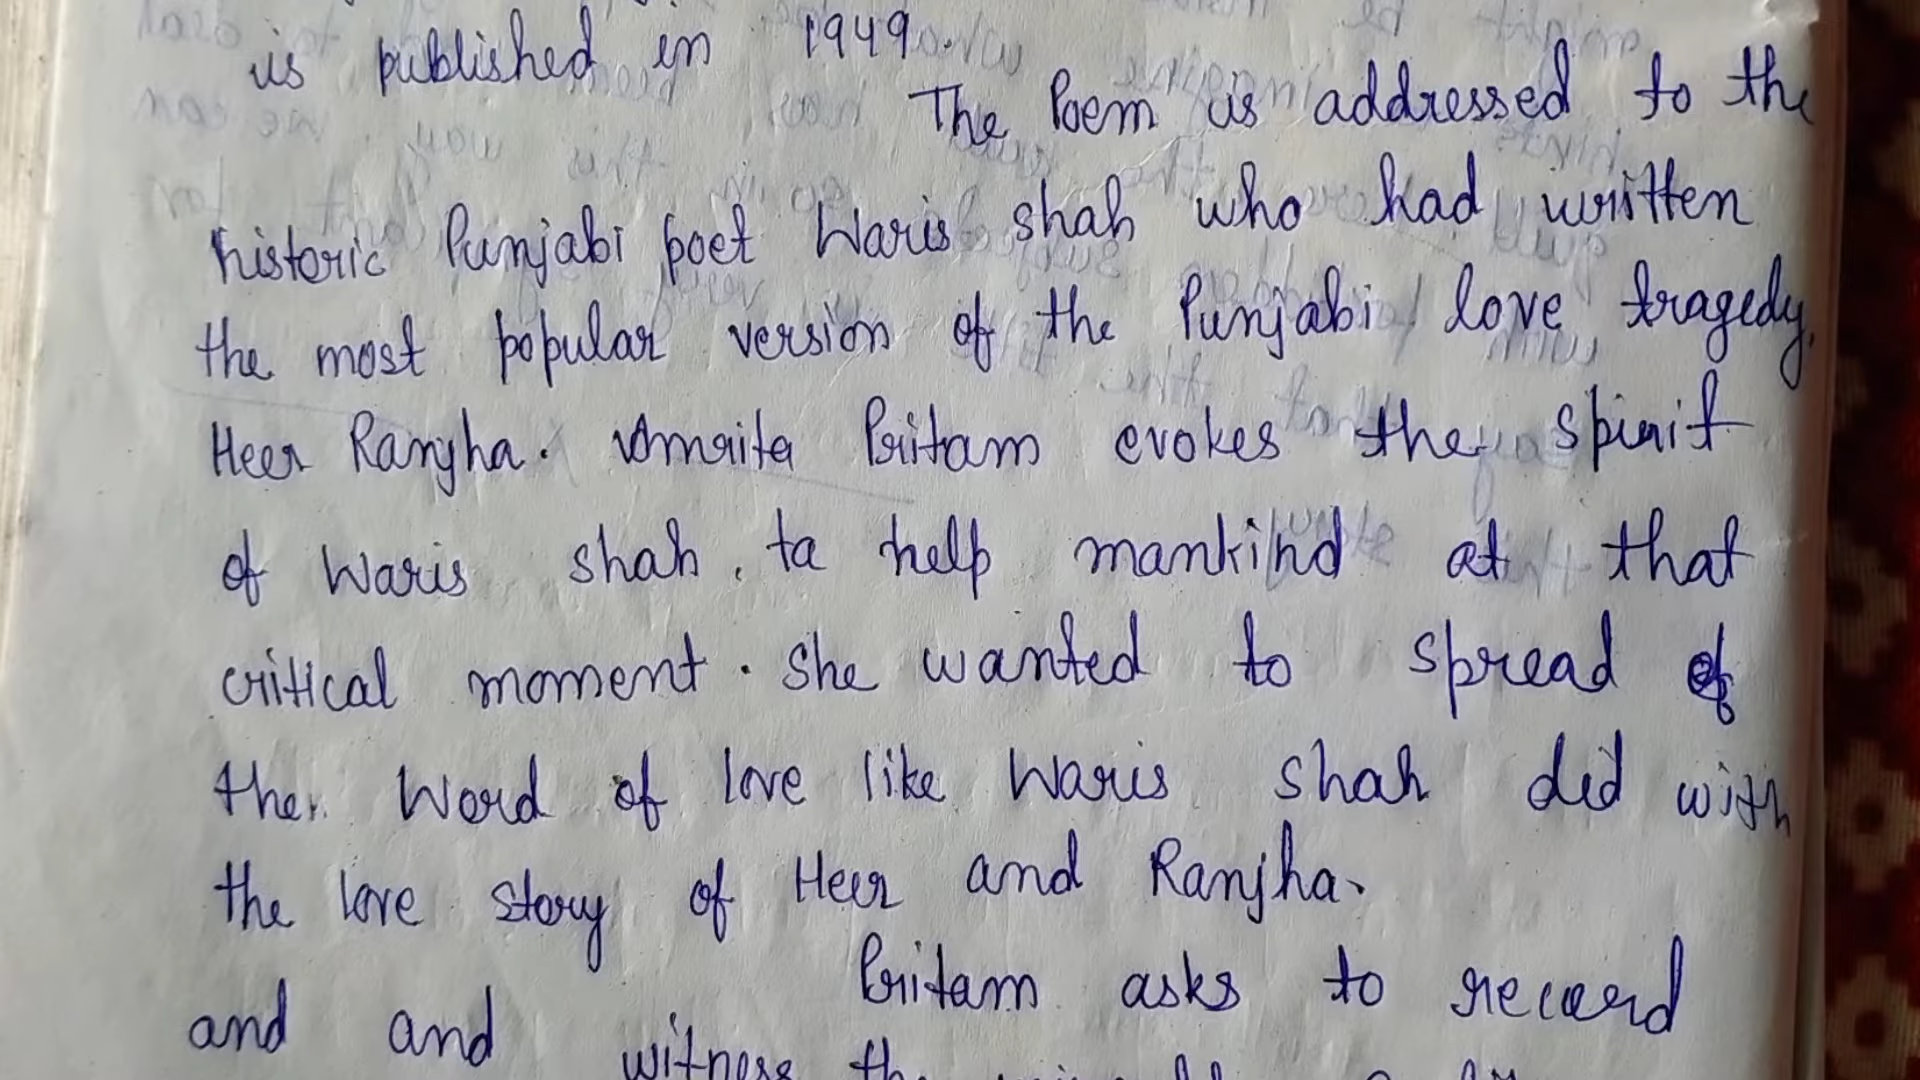 is published in 1949.
The Poem is addressed to the
historic Punjabi poet Waris shah who had written
the most popular version of the Punjabi love tragedy,
Heer Ranjha. Amrita Pritam evokes the spirit
of Waris shah, to help mankind at that
critical moment. She wanted to spread of
the word of love like Waris Shah did with
the love story of Heer and Ranjha.
Pritam asks to record
and and witness the